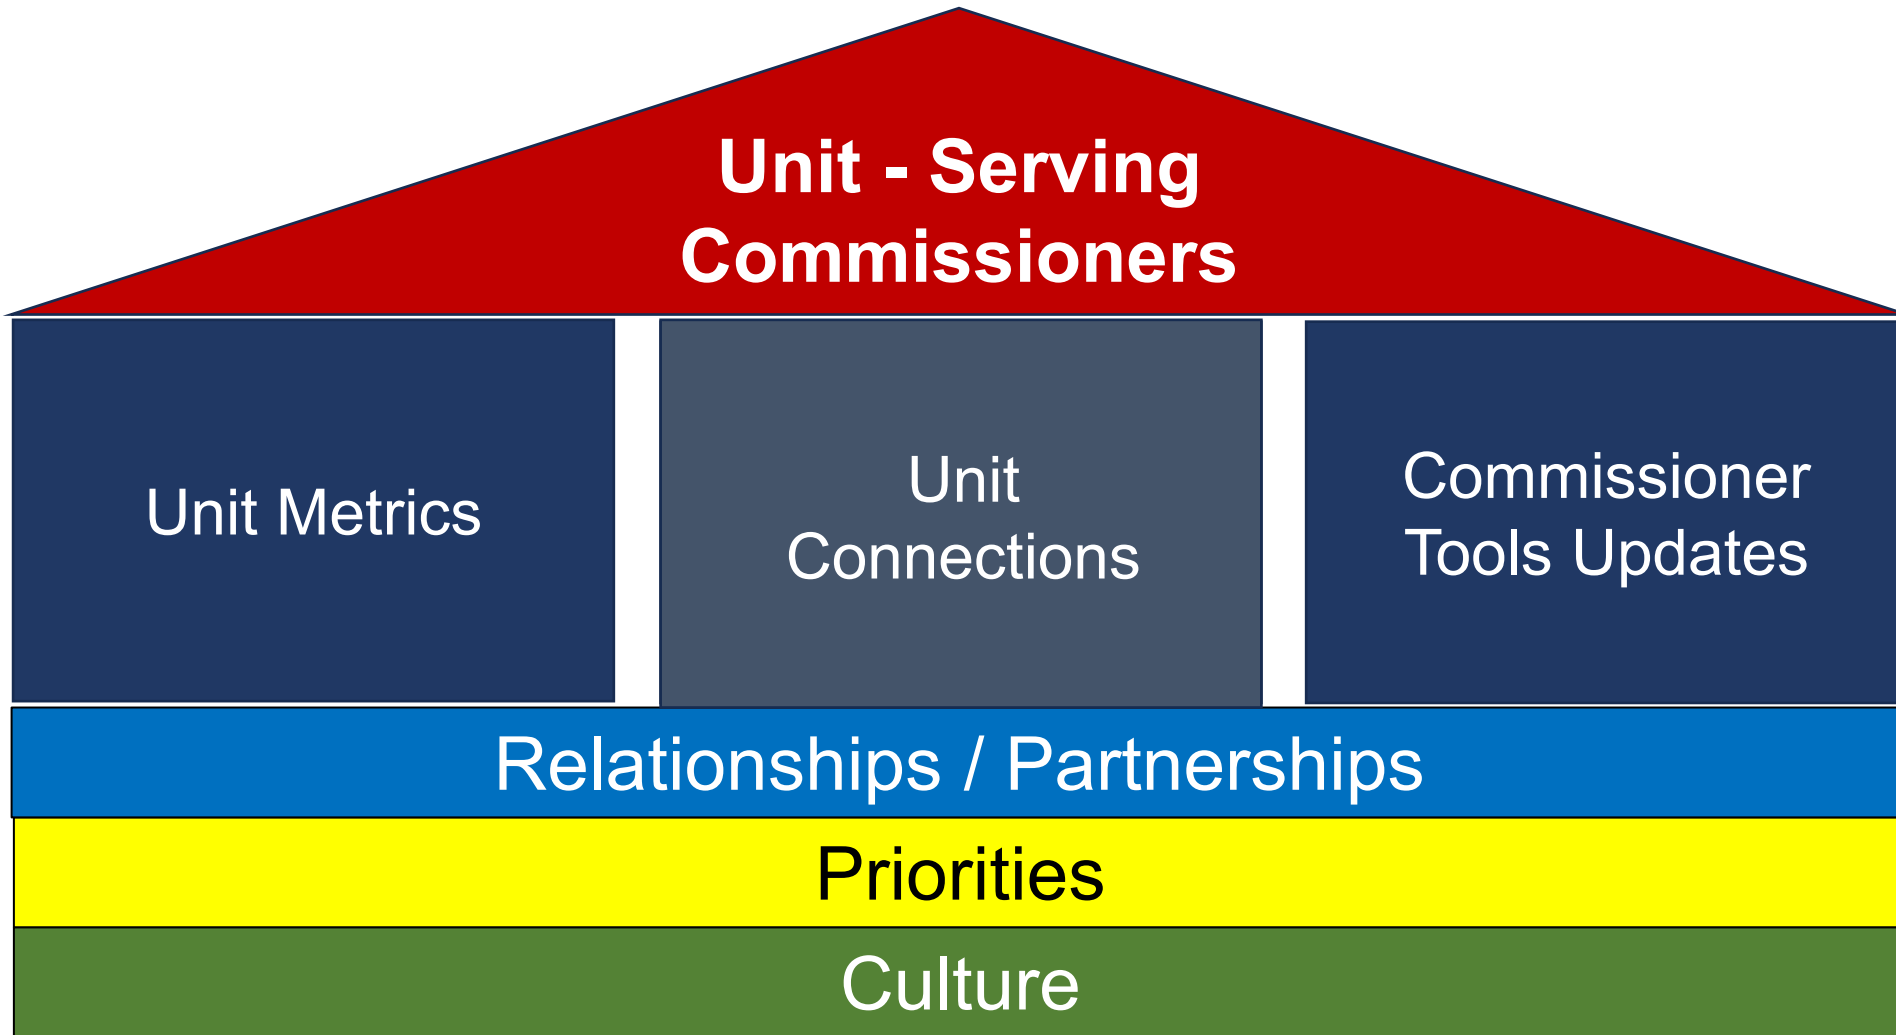 Unit - Serving
Commissioners
Unit Metrics
Unit
Connections
Commissioner
Tools Updates
Relationships / Partnerships
Priorities
Culture